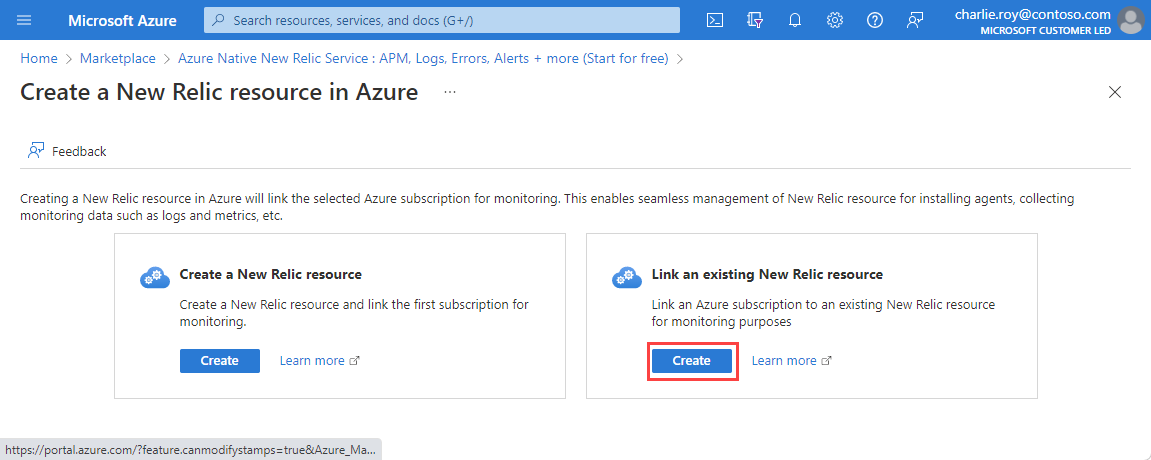 Microsoft Azure
Search resources, services, and docs (G+/)
charlie.roy@contoso.com
MICROSOFT CUSTOMER LED
Home > Marketplace > Azure Native New Relic Service : APM, Logs, Errors, Alerts + more (Start for free) >
Create a New Relic resource in Azure ...
Feedback
Creating a New Relic resource in Azure will link the selected Azure subscription for monitoring. This enables seamless management of New Relic resource for installing agents, collecting
monitoring data such as logs and metrics, etc.
Create a New Relic resource
Create a New Relic resource and link the first subscription for
monitoring.
Create
Learn more
Link an existing New Relic resource
Link an Azure subscription to an existing New Relic resource
for monitoring purposes
Create
Learn more
https://portal.azure.com/?feature.canmodifystamps=true&Azure_Ma...